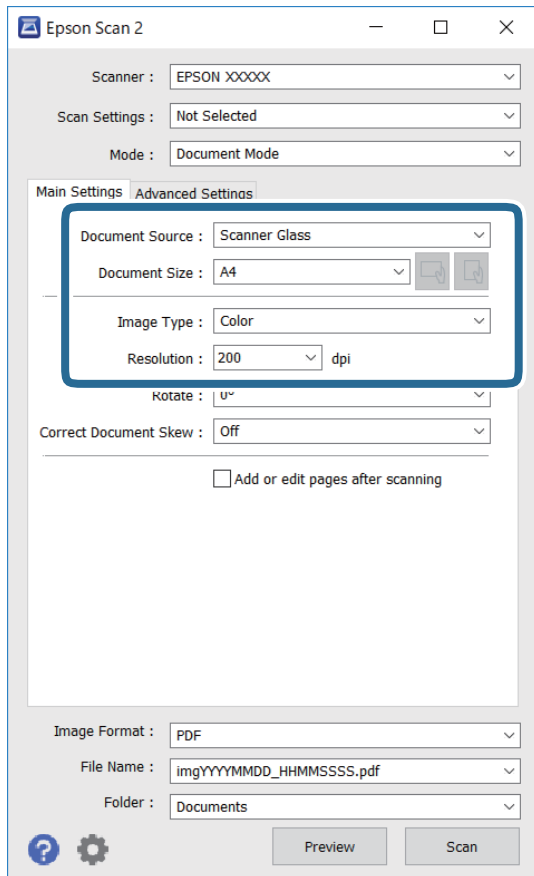 Epson Scan 2
Scanner : EPSON XXXXX
Scan Settings : Not Selected
Mode : Document Mode
Main Settings Advanced Settings
Document Source : Scanner Glass
Document Size : A4
Image Type : Color
Resolution : 200 dpi
Rotate : 0°
Correct Document Skew : Off
Add or edit pages after scanning
Image Format : PDF
File Name : imgYYYYMMDD_HHMMSSSS.pdf
Folder : Documents
? Preview Scan